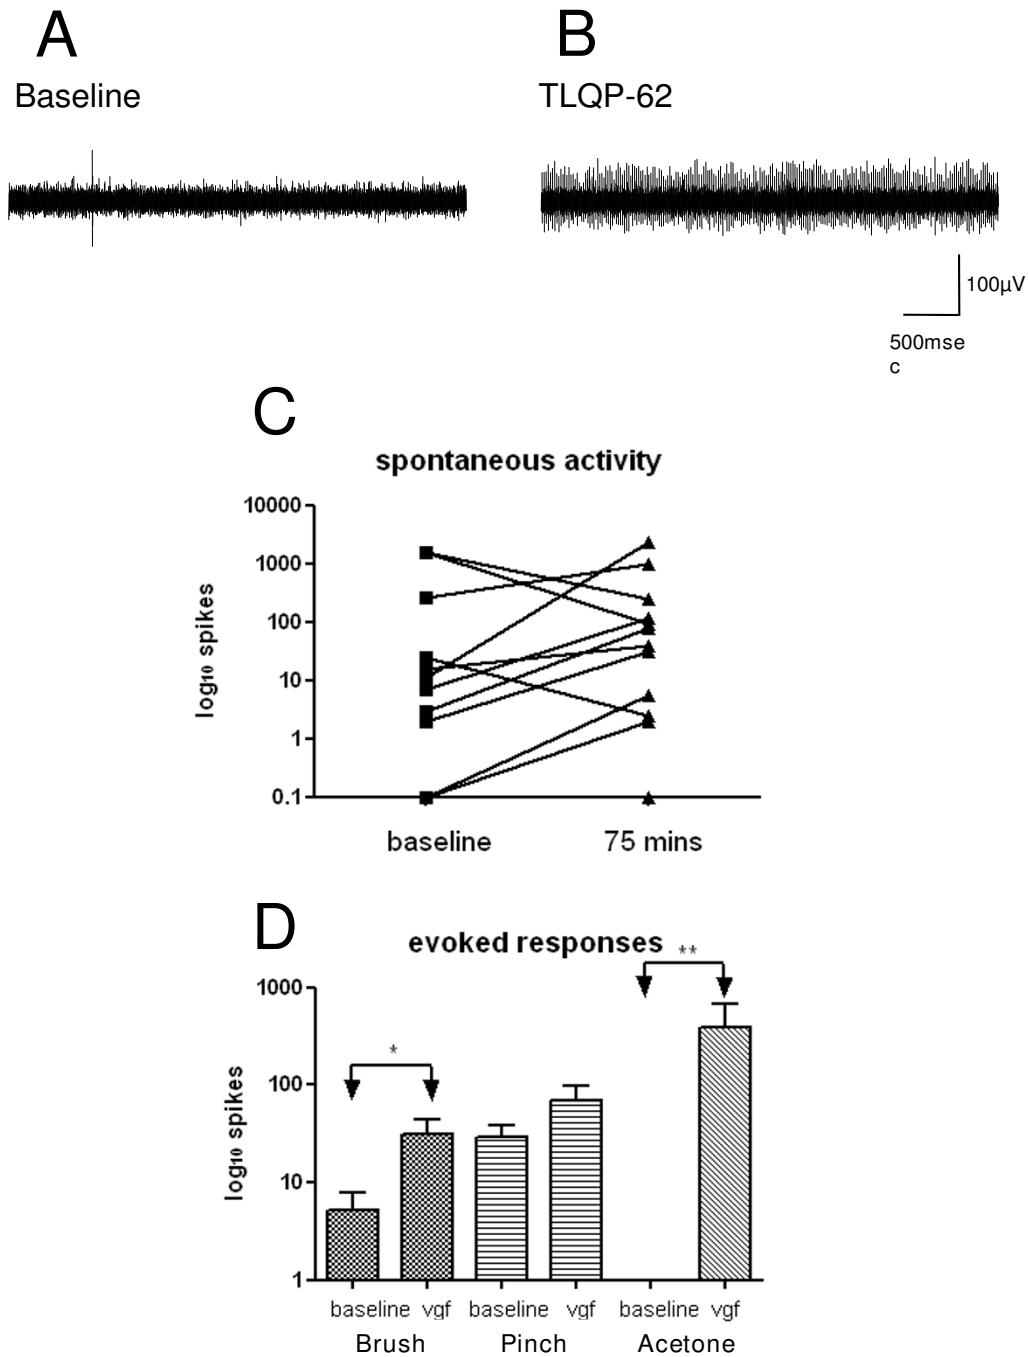 A
B
Baseline
TLQP-62
100µV
500mse
c
C
spontaneous activity
10000
1000
100
10
1
0.1
log10 spikes
baseline
75 mins
D
evoked responses
**
*
1000
100
10
1
log10 spikes
baseline vgf baseline vgf baseline vgf
Brush Pinch Acetone